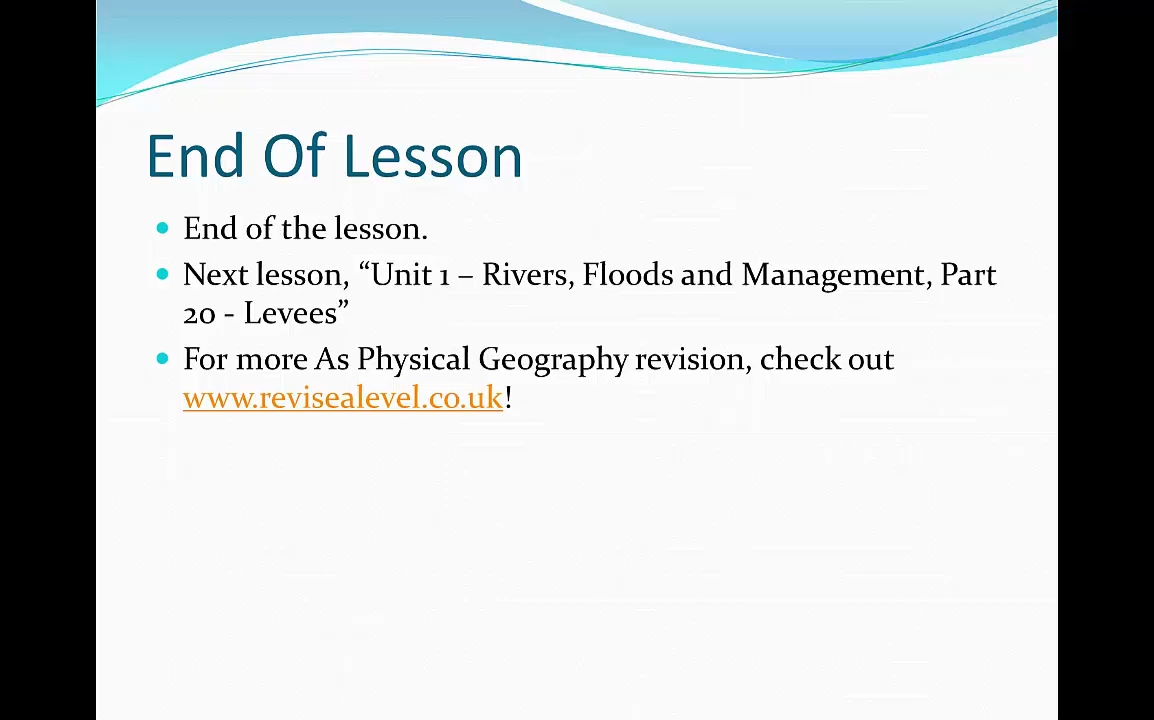 End Of Lesson
End of the lesson.
Next lesson, “Unit 1 – Rivers, Floods and Management, Part
20 - Levees”
For more As Physical Geography revision, check out
www.revisealevel.co.uk!